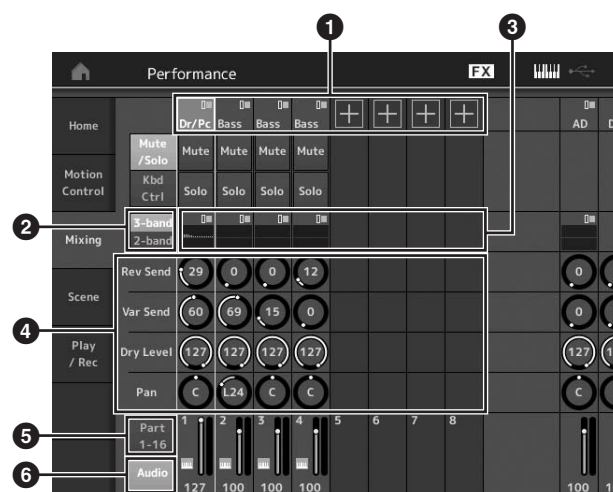 1
3
Performance
FX
Home
Dr/Pc Bass Bass Bass
AD
Mute /Solo
Mute Mute Mute Mute
Motion Control
Kbd Ctrl
Solo Solo Solo Solo
2
3-band
2-band
Mixing
4
Rev Send 29 0 0 12 0
Scene
Var Send 60 69 15 0 0
Play / Rec
Dry Level 127 127 127 127 127
Pan C L24 C C C
5
Part 1-16
1 2 3 4 5 6 7 8
6
Audio
127 100 100 100 100